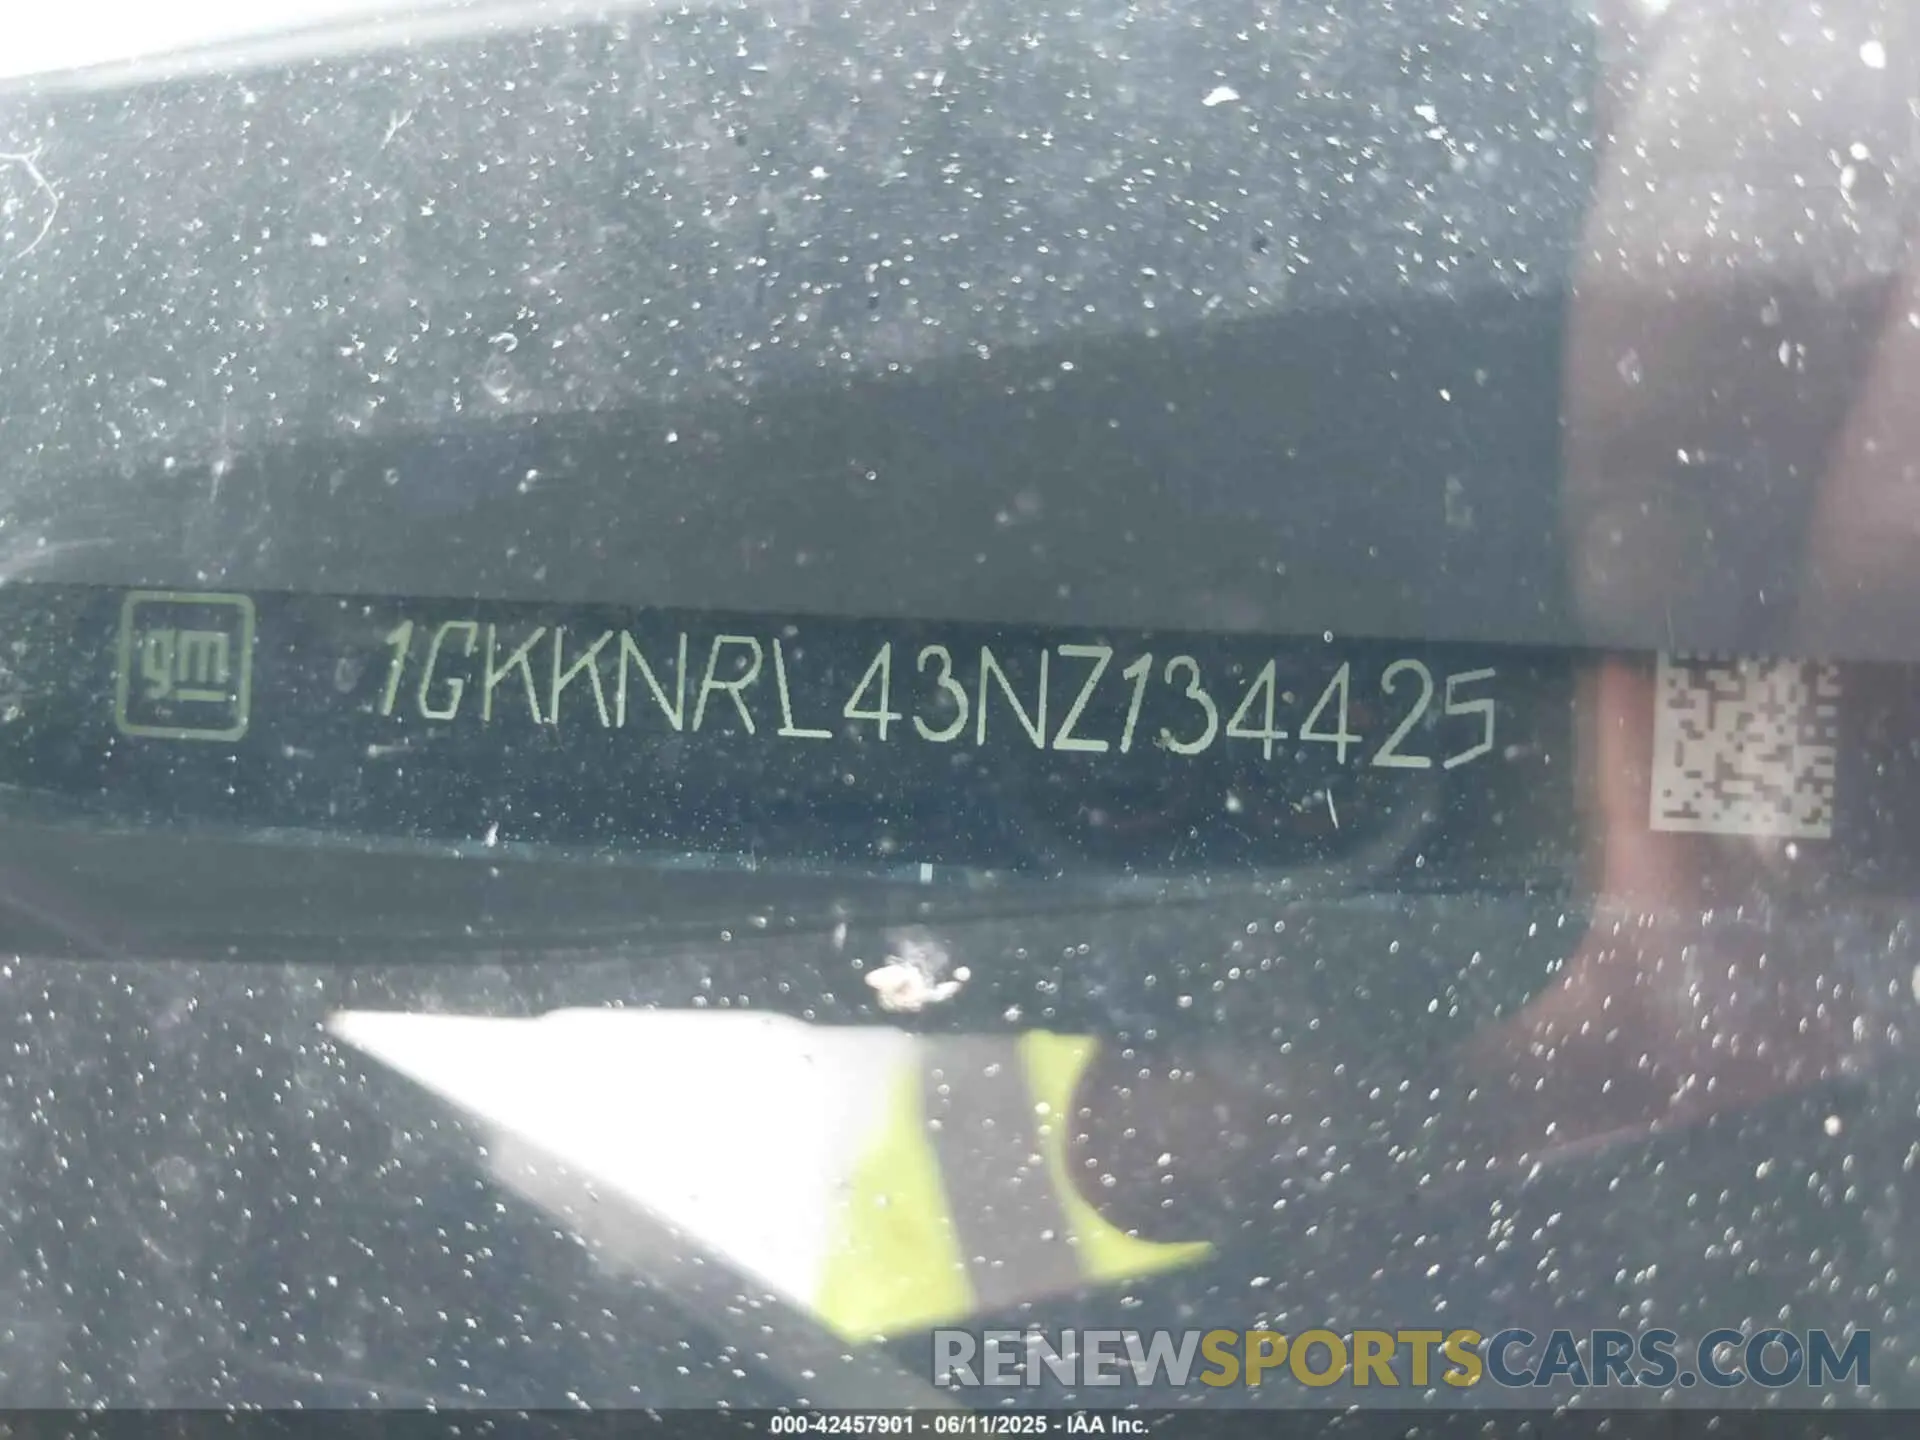 gm 1GKKNRL43NZ134425
RENEWSPORTSCARS.COM
000-42457901 - 06/11/2025 - IAA Inc.